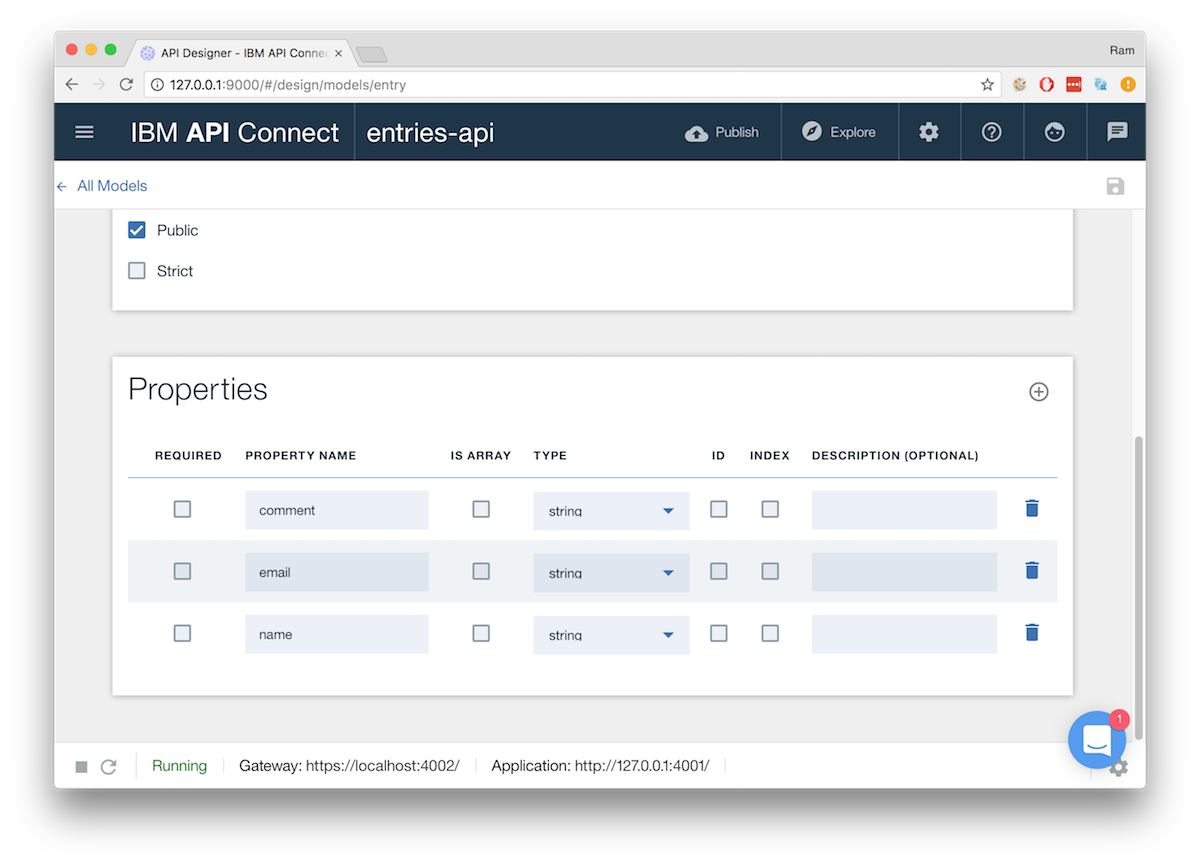 API Designer - IBM API Connec
Ram
127.0.0.1:9000/#/design/models/entry
IBM API Connect entries-api Publish Explore
All Models
Public
Strict
Properties
REQUIRED PROPERTY NAME IS ARRAY TYPE ID INDEX DESCRIPTION (OPTIONAL)
comment string
email string
name string
1
Running Gateway: https://localhost:4002/ Application: http://127.0.0.1:4001/